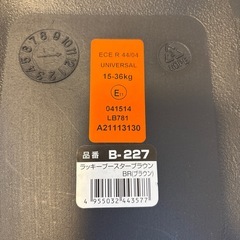 ECE R 44/04
UNIVERSAL
15-36kg
E
041514
LB781
A21113130
品番 B-227
ラッキーブースターブラウン
BR(ブラウン)
4 955032 443577